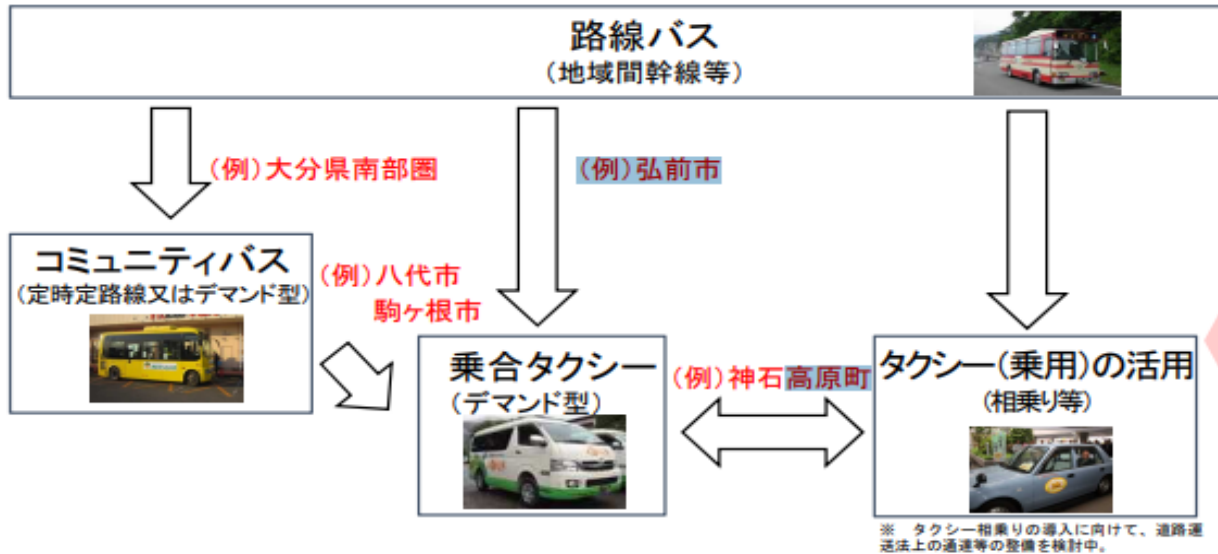 路線バス
（地域間幹線等）
（例）大分県南部圏
（例）弘前市
コミュニティバス
（定時定路線又はデマンド型）
（例）八代市
駒ヶ根市
乗合タクシー
（デマンド型）
（例）神石高原町
タクシー（乗用）の活用
（相乗り等）
※　タクシー相乗りの導入に向けて、道路運
送法上の通達等の整備を検討中。